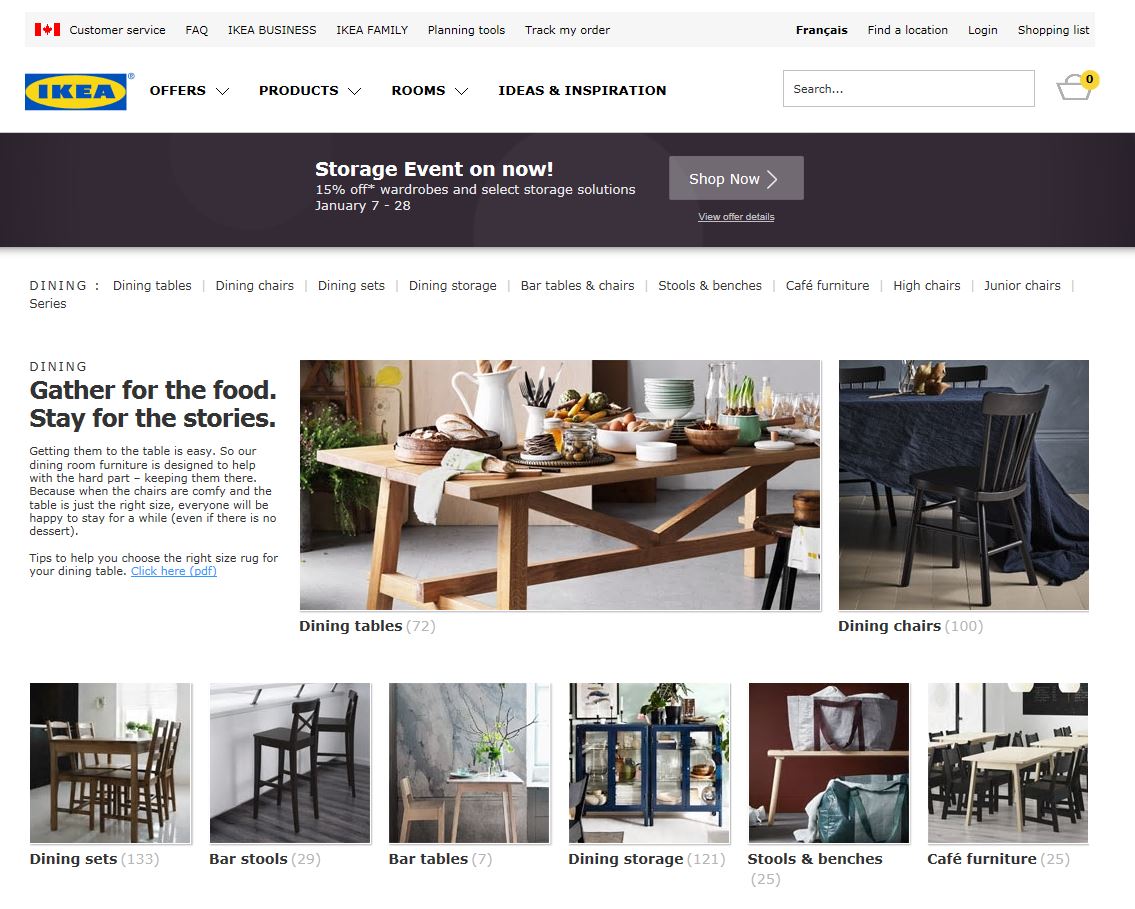 Customer service FAQ IKEA BUSINESS IKEA FAMILY Planning tools Track my order Français Find a location Login Shopping list
IKEA ® OFFERS PRODUCTS ROOMS IDEAS & INSPIRATION Search... 0
Storage Event on now!
15% off* wardrobes and select storage solutions
January 7 - 28
Shop Now
View offer details
DINING : Dining tables | Dining chairs | Dining sets | Dining storage | Bar tables & chairs | Stools & benches | Café furniture | High chairs | Junior chairs |
Series
DINING
Gather for the food.
Stay for the stories.
Getting them to the table is easy. So our
dining room furniture is designed to help
with the hard part – keeping them there.
Because when the chairs are comfy and the
table is just the right size, everyone will be
happy to stay for a while (even if there is no
dessert).
Tips to help you choose the right size rug for
your dining table. Click here (pdf)
Dining tables (72)
Dining chairs (100)
Dining sets (133)
Bar stools (29)
Bar tables (7)
Dining storage (121)
Stools & benches
(25)
Café furniture (25)